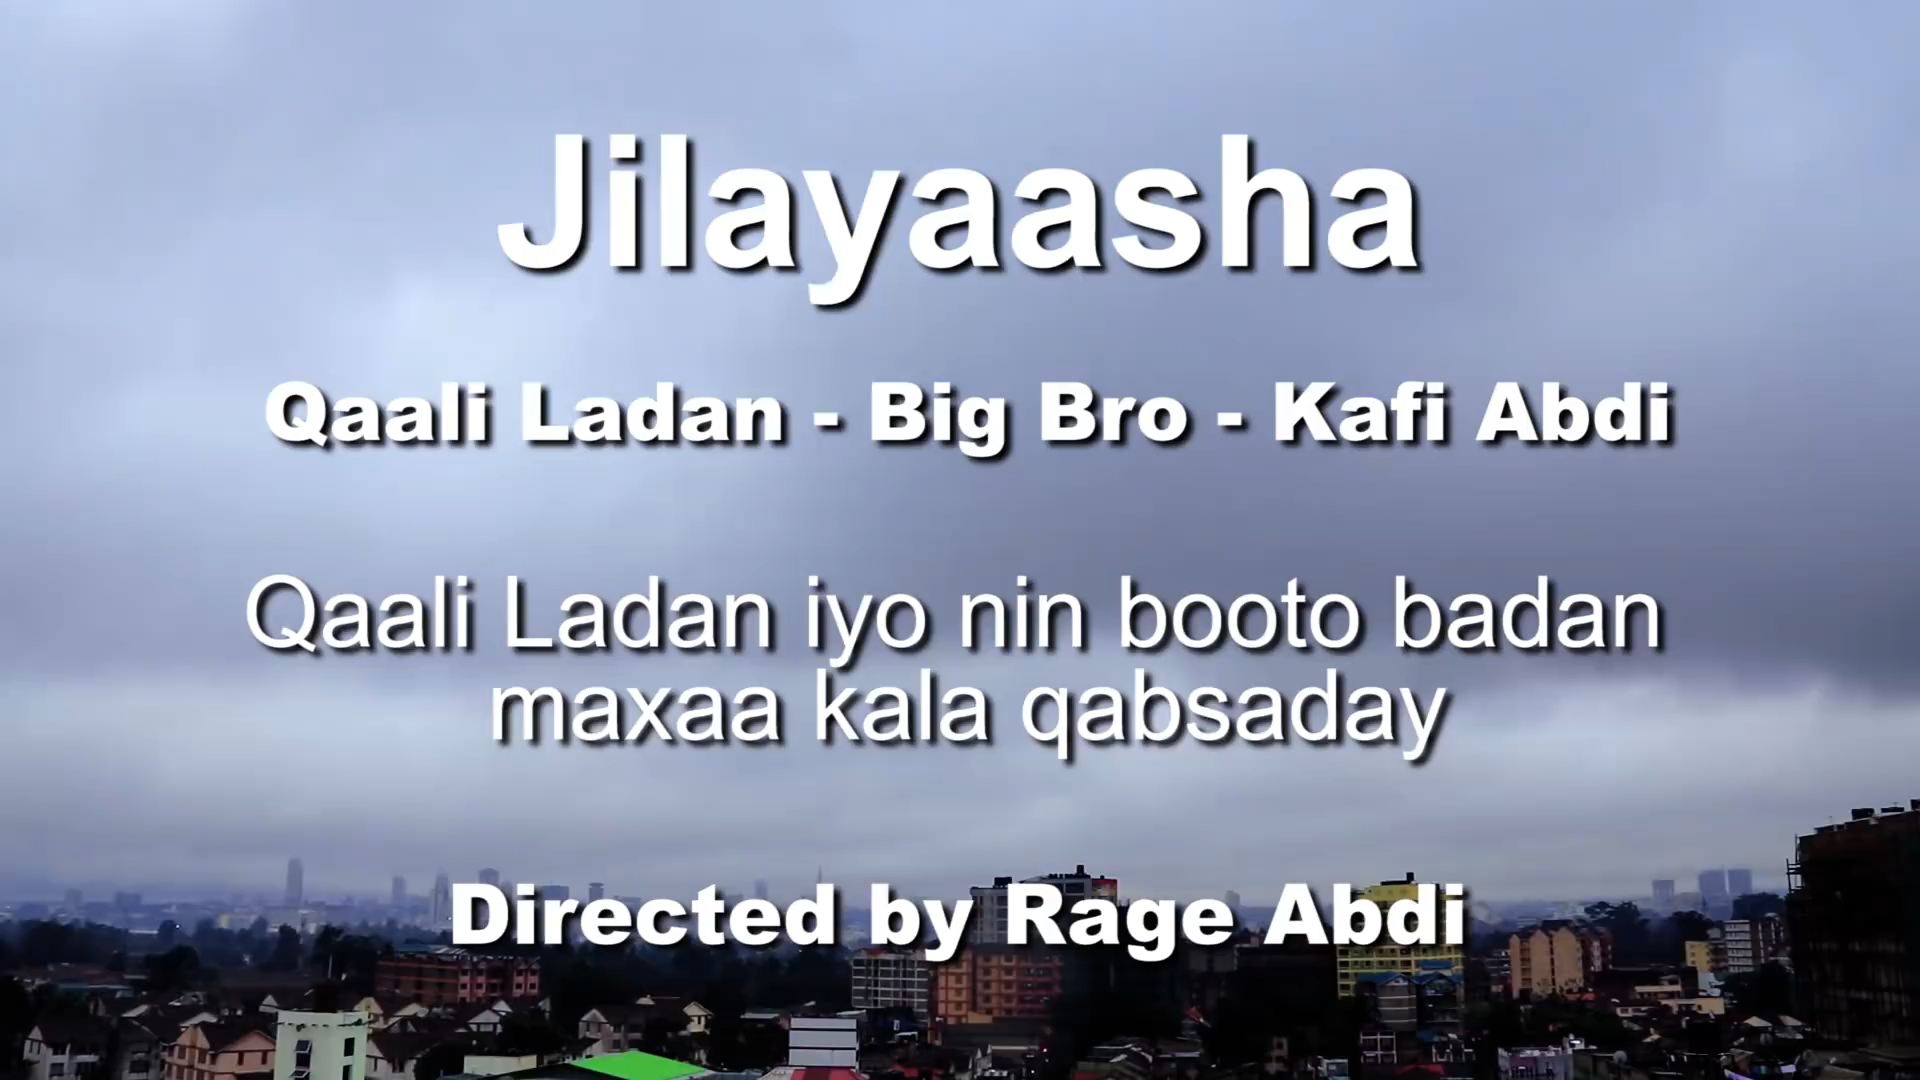 Jilayaasha
Qaali Ladan - Big Bro - Kafi Abdi
Qaali Ladan iyo nin booto badan
maxaa kala qabsaday
Directed by Rage Abdi